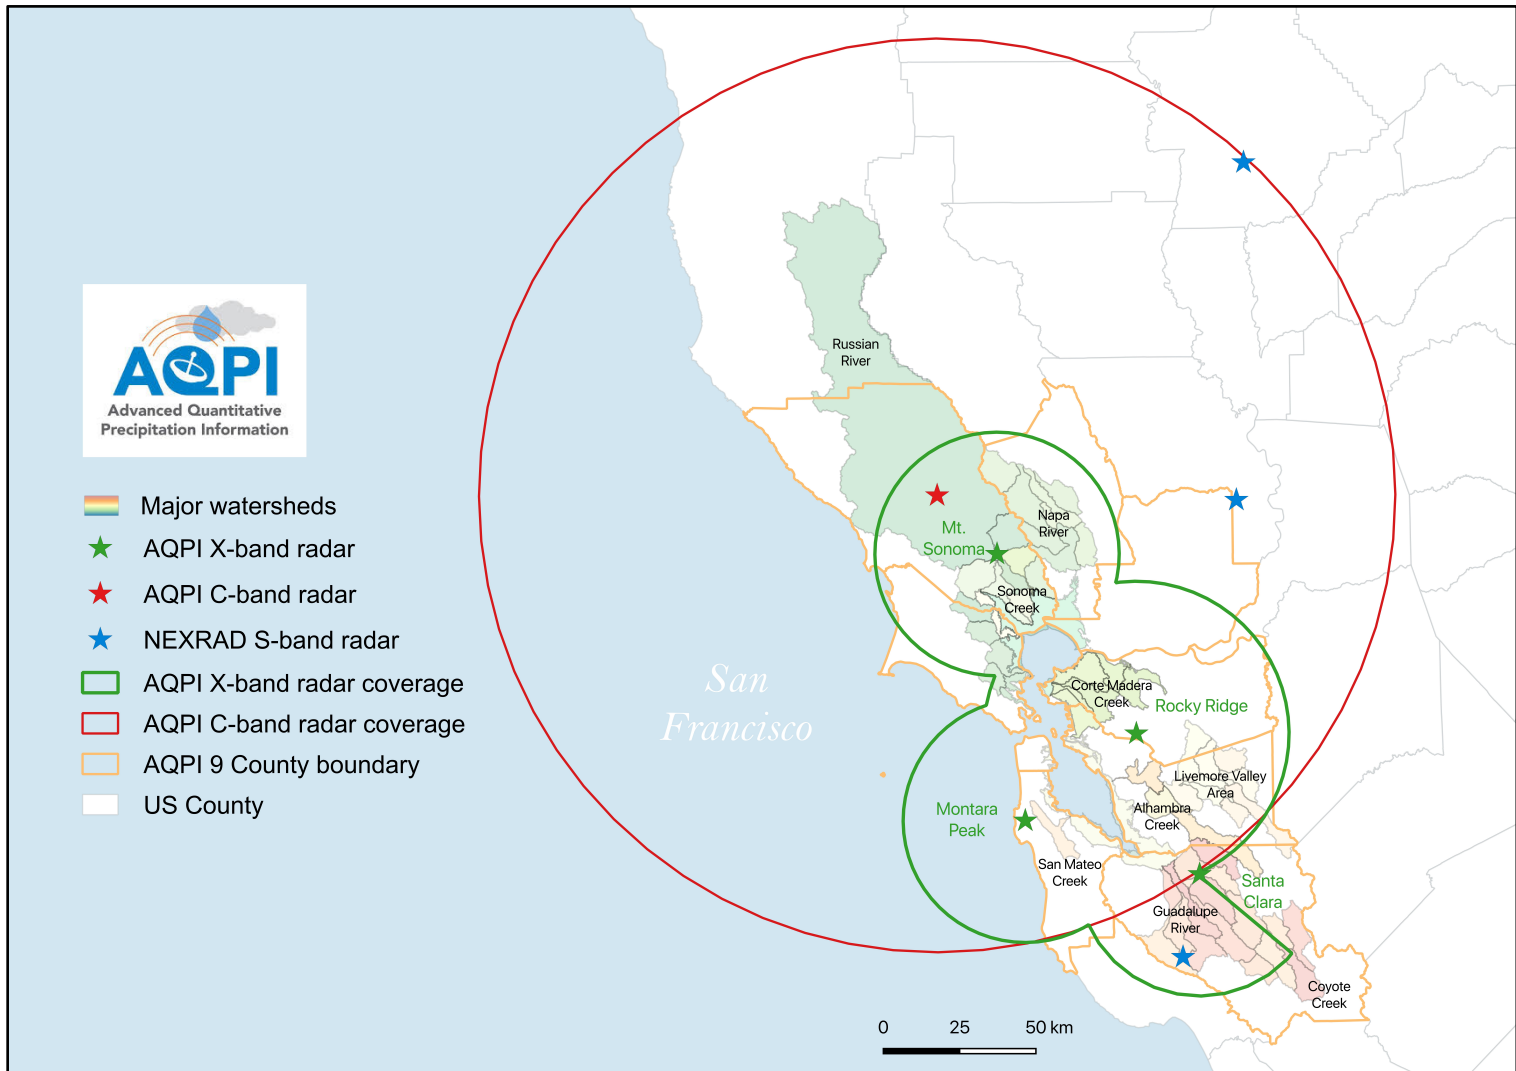 AQPI
Advanced Quantitative
Precipitation Information
Major watersheds
AQPI X-band radar
AQPI C-band radar
NEXRAD S-band radar
AQPI X-band radar coverage
AQPI C-band radar coverage
AQPI 9 County boundary
US County
Russian
River
Mt.
Sonoma
Napa
River
Sonoma
Creek
San
Francisco
Corte Madera
Creek
Rocky Ridge
Livemore Valley
Area
Alhambra
Creek
Montara
Peak
San Mateo
Creek
Santa
Clara
Guadalupe
River
Coyote
Creek
0 25 50 km